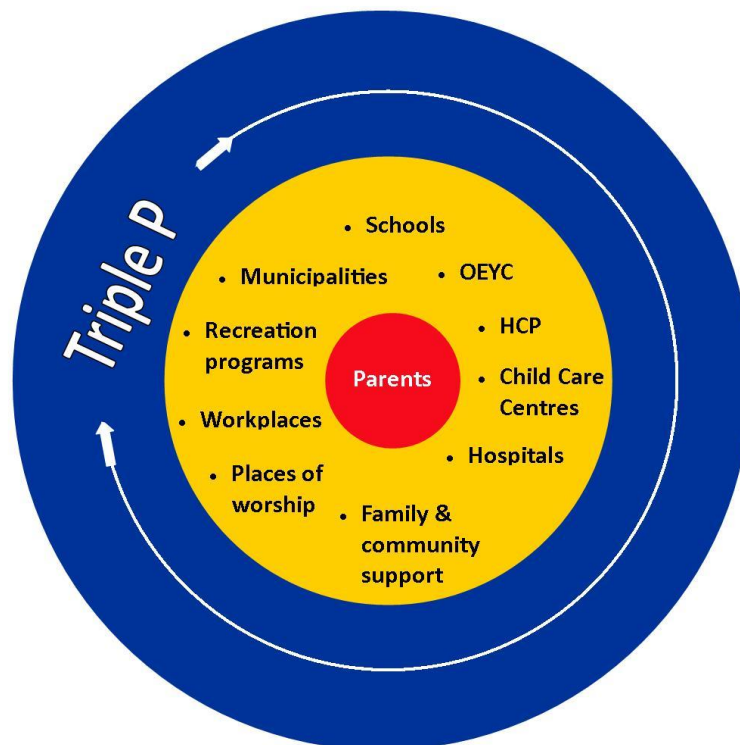 Triple P
• Schools
• OEYC
• HCP
• Child Care
Centres
• Hospitals
• Family &
community
support
• Places of
worship
• Workplaces
• Recreation
programs
• Municipalities
Parents